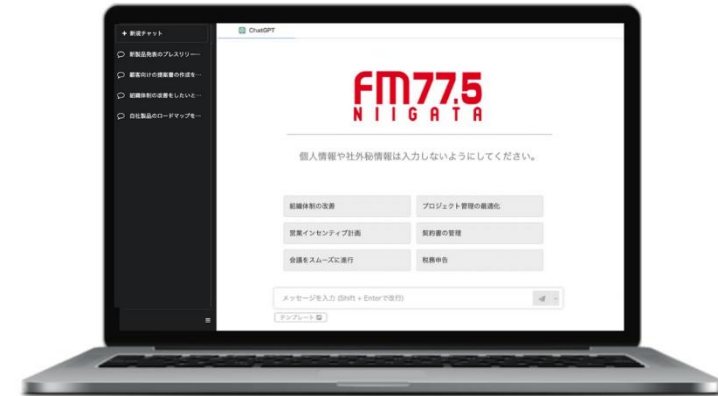 + 新規チャット
新製品発表のプレスリリー…
顧客向けの提案書の作成を…
組織体制の改善をしたいと…
自社製品のロードマップを…
ChatGPT
FM77.5
NIIGATA
個人情報や社外秘情報は入力しないようにしてください。
組織体制の改善
プロジェクト管理の最適化
営業インセンティブ計画
契約書の管理
会議をスムーズに進行
税務申告
メッセージを入力 (Shift + Enterで改行)
テンプレート